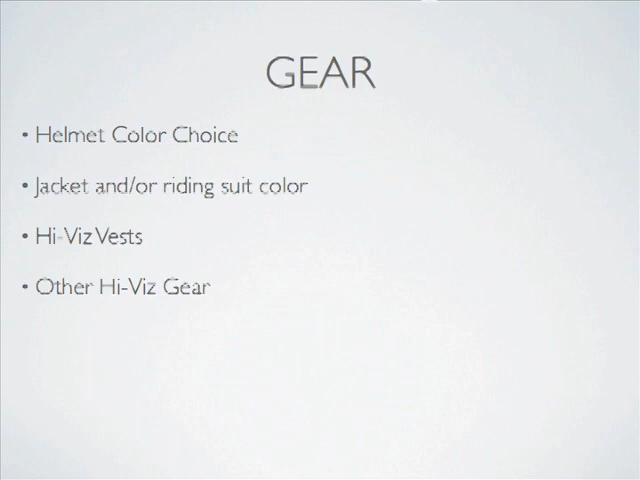 GEAR
• Helmet Color Choice
• Jacket and/or riding suit color
• Hi-Viz Vests
• Other Hi-Viz Gear